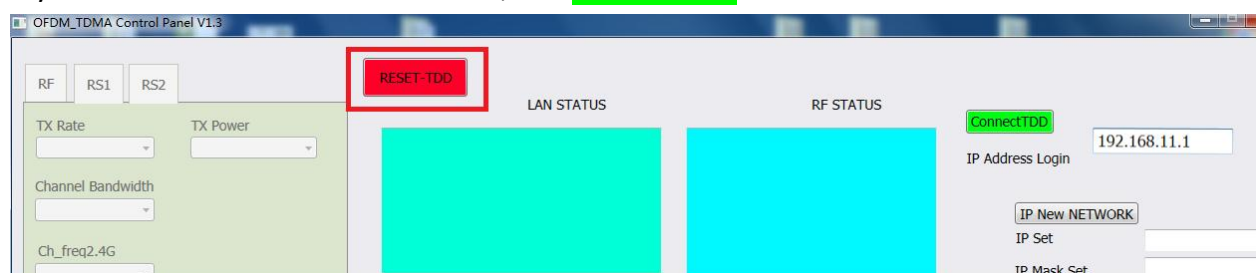 OFDM_TDMA Control Panel V1.3
RESET-TDD
RF RS1 RS2
LAN STATUS RF STATUS
TX Rate TX Power
ConnectTDD
192.168.11.1
IP Address Login
Channel Bandwidth
IP New NETWORK
IP Set
Ch_freq2.4G
IP Mask Set